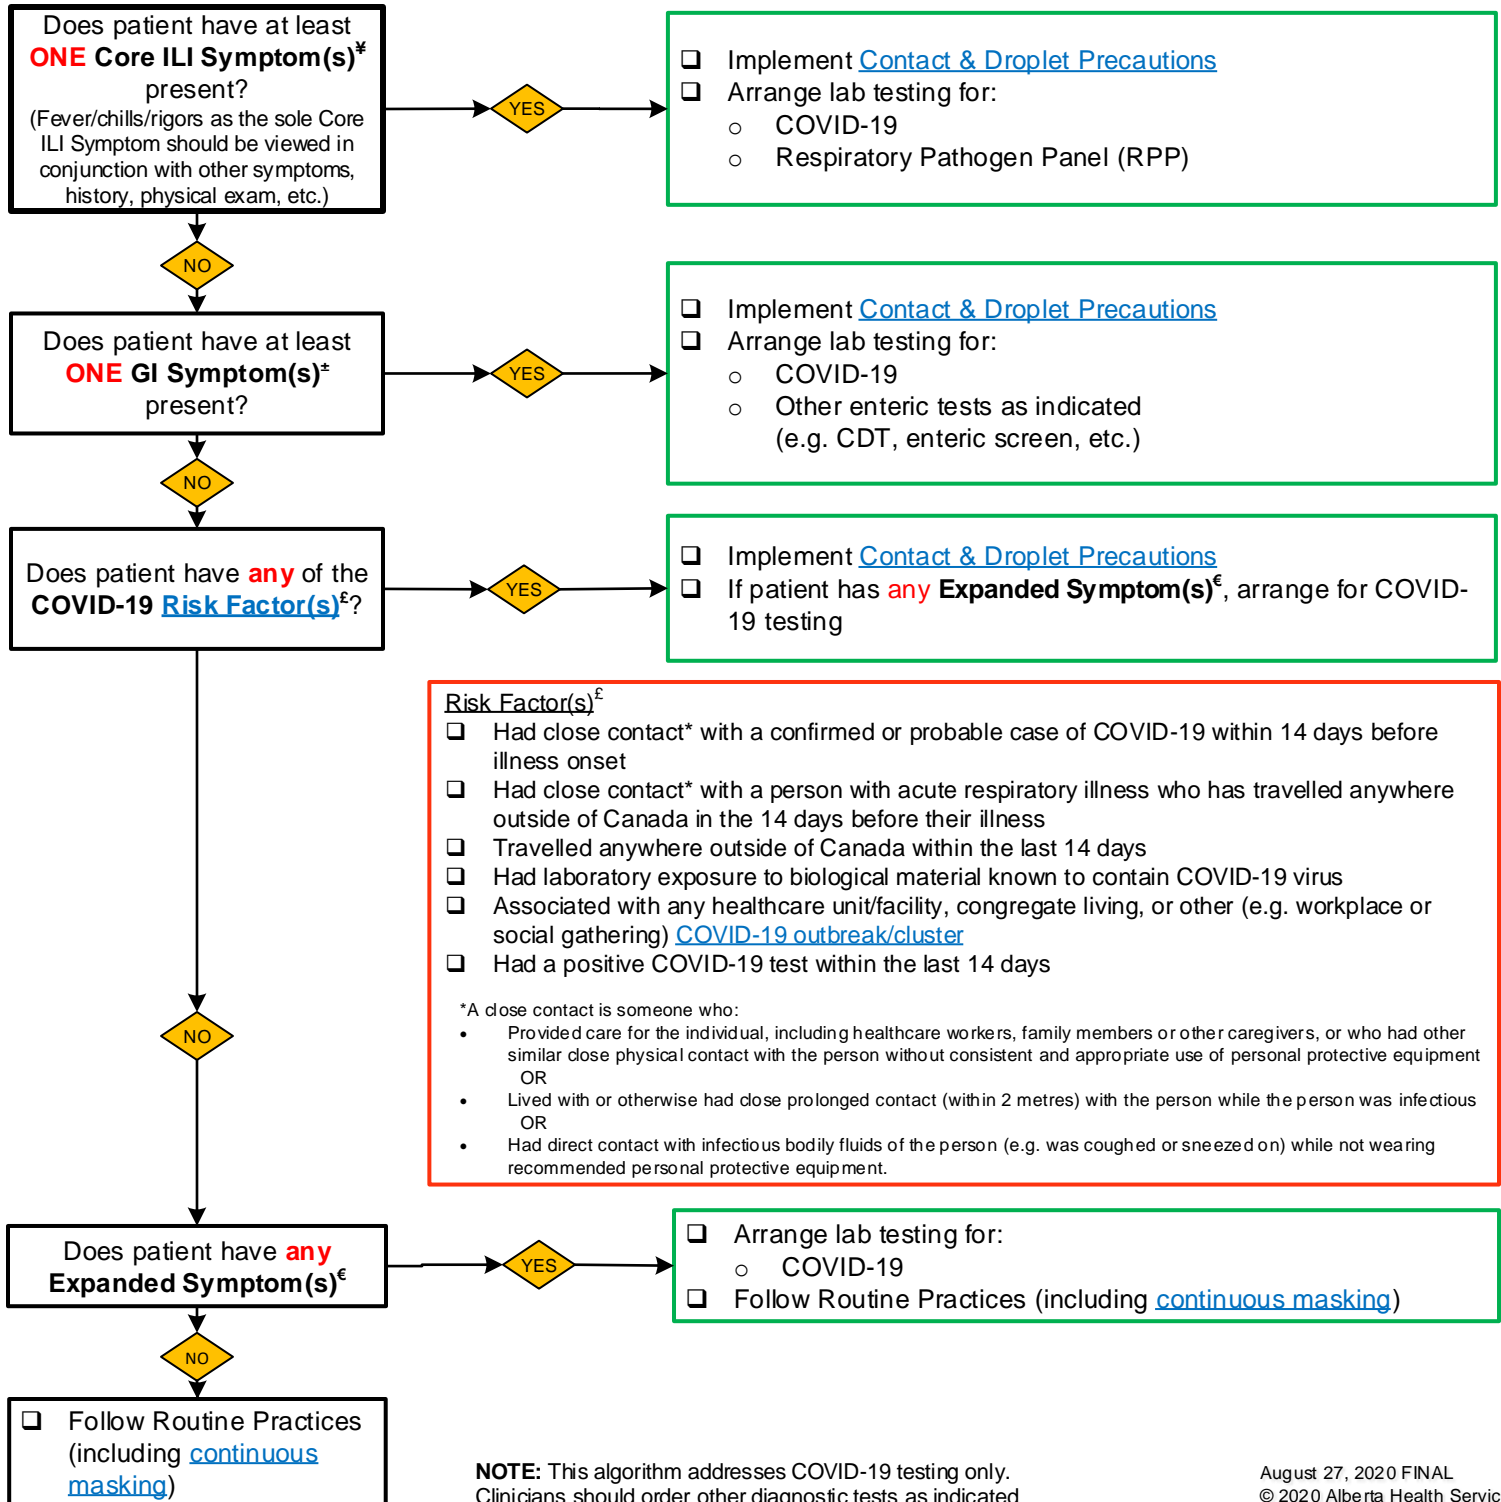 Does patient have at least
ONE Core ILI Symptom(s)¥
present?
(Fever/chills/rigors as the sole Core
ILI Symptom should be viewed in
conjunction with other symptoms,
history, physical exam, etc.)
YES
❑ Implement Contact & Droplet Precautions
❑ Arrange lab testing for:
o COVID-19
o Respiratory Pathogen Panel (RPP)
NO
Does patient have at least
ONE GI Symptom(s)±
present?
YES
❑ Implement Contact & Droplet Precautions
❑ Arrange lab testing for:
o COVID-19
o Other enteric tests as indicated
(e.g. CDT, enteric screen, etc.)
NO
Does patient have any of the
COVID-19 Risk Factor(s)£?
YES
❑ Implement Contact & Droplet Precautions
❑ If patient has any Expanded Symptom(s)€, arrange for COVID-
19 testing
Risk Factor(s)£
❑ Had close contact* with a confirmed or probable case of COVID-19 within 14 days before
illness onset
❑ Had close contact* with a person with acute respiratory illness who has travelled anywhere
outside of Canada in the 14 days before their illness
❑ Travelled anywhere outside of Canada within the last 14 days
❑ Had laboratory exposure to biological material known to contain COVID-19 virus
❑ Associated with any healthcare unit/facility, congregate living, or other (e.g. workplace or
social gathering) COVID-19 outbreak/cluster
❑ Had a positive COVID-19 test within the last 14 days
*A close contact is someone who:
• Provided care for the individual, including healthcare workers, family members or other caregivers, or who had other
similar close physical contact with the person without consistent and appropriate use of personal protective equipment
OR
• Lived with or otherwise had close prolonged contact (within 2 metres) with the person while the person was infectious
OR
• Had direct contact with infectious bodily fluids of the person (e.g. was coughed or sneezed on) while not wearing
recommended personal protective equipment.
NO
Does patient have any
Expanded Symptom(s)€
YES
❑ Arrange lab testing for:
o COVID-19
❑ Follow Routine Practices (including continuous masking)
NO
❑ Follow Routine Practices
(including continuous
masking)
NOTE: This algorithm addresses COVID-19 testing only.
Clinicians should order other diagnostic tests as indicated
August 27, 2020 FINAL
© 2020 Alberta Health Servic